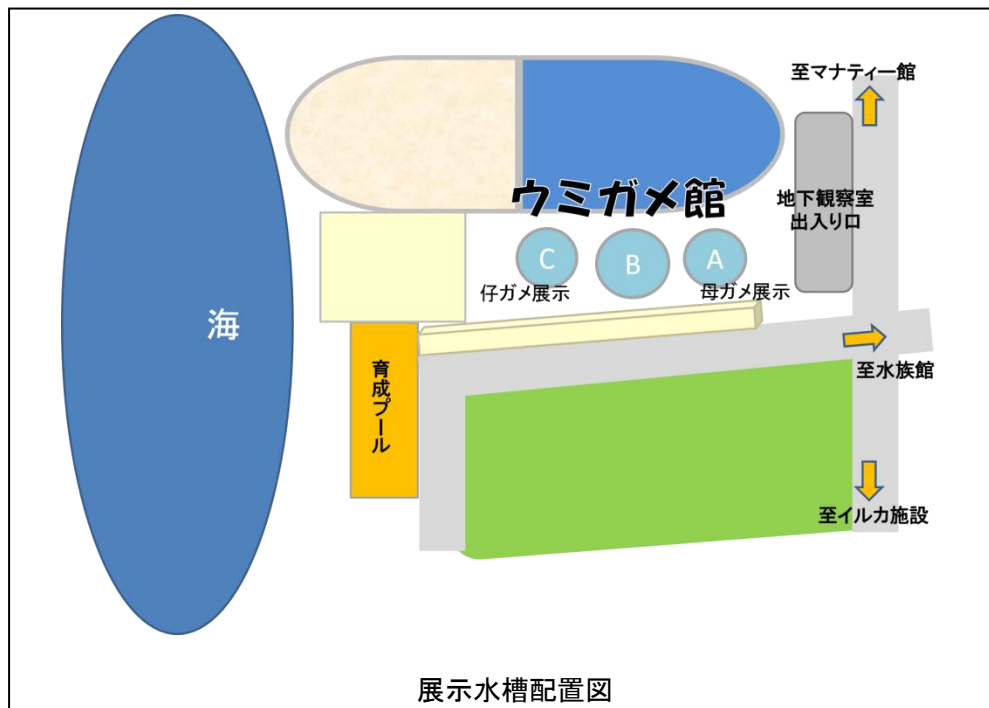 至マナティー館
ウミガメ館
地下観察室
出入り口
C
B
A
仔ガメ展示
母ガメ展示
海
至水族館
育成プール
至イルカ施設
展示水槽配置図